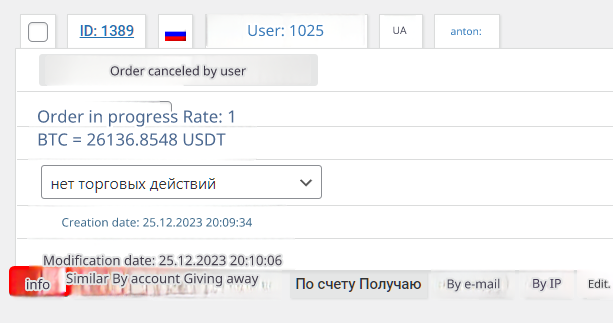 ID: 1389 User: 1025 UA anton:
Order canceled by user
Order in progress Rate: 1
BTC = 26136.8548 USDT
нет торговых действий
Creation date: 25.12.2023 20:09:34
Modification date: 25.12.2023 20:10:06
info Similar By account Giving away По счету Получаю By e-mail By IP Edit.